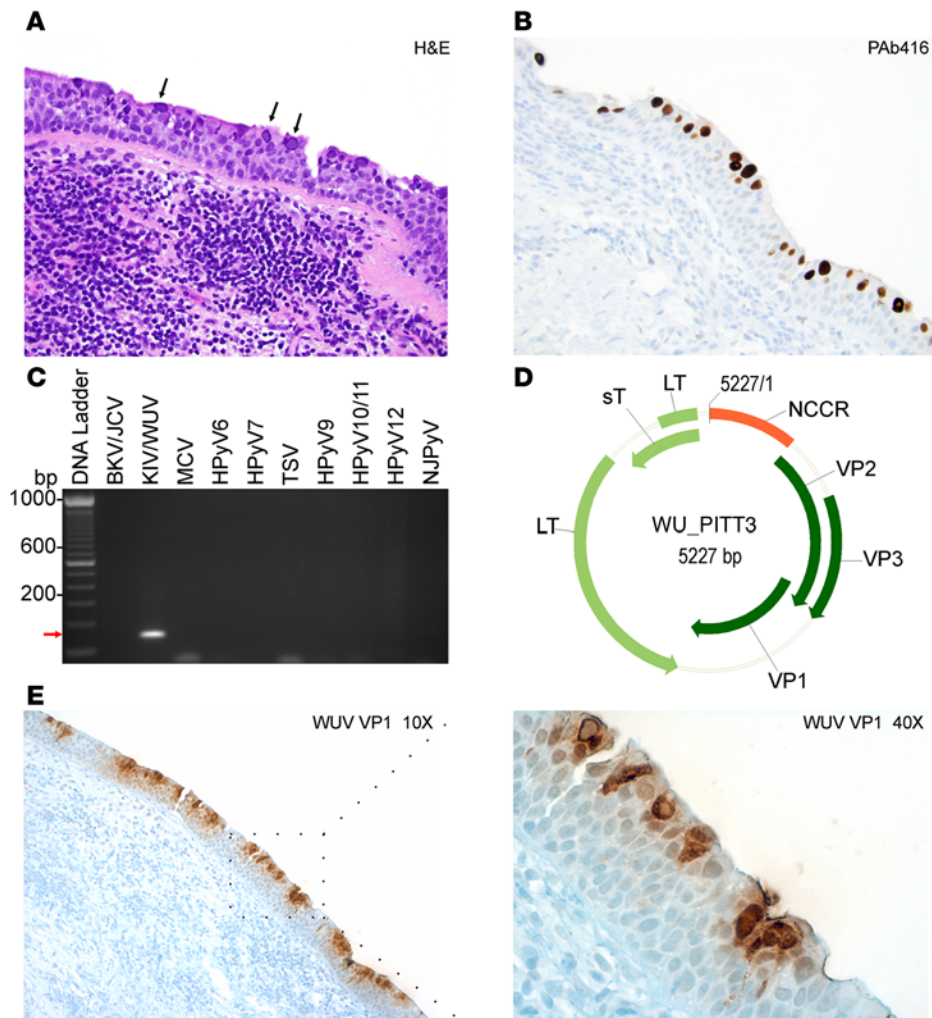 A
H&E
B
PAb416
C
DNA Ladder
BKV/JCV
KIV/WUV
MCV
HPyV6
HPyV7
TSV
HPyV9
HPyV10/11
HPyV12
NJPyV
bp
1000
600
200
D
5227/1
LT
NCCR
sT
VP2
LT
WU_PITT3
5227 bp
VP3
VP1
E
WUV VP1 10X
WUV VP1 40X